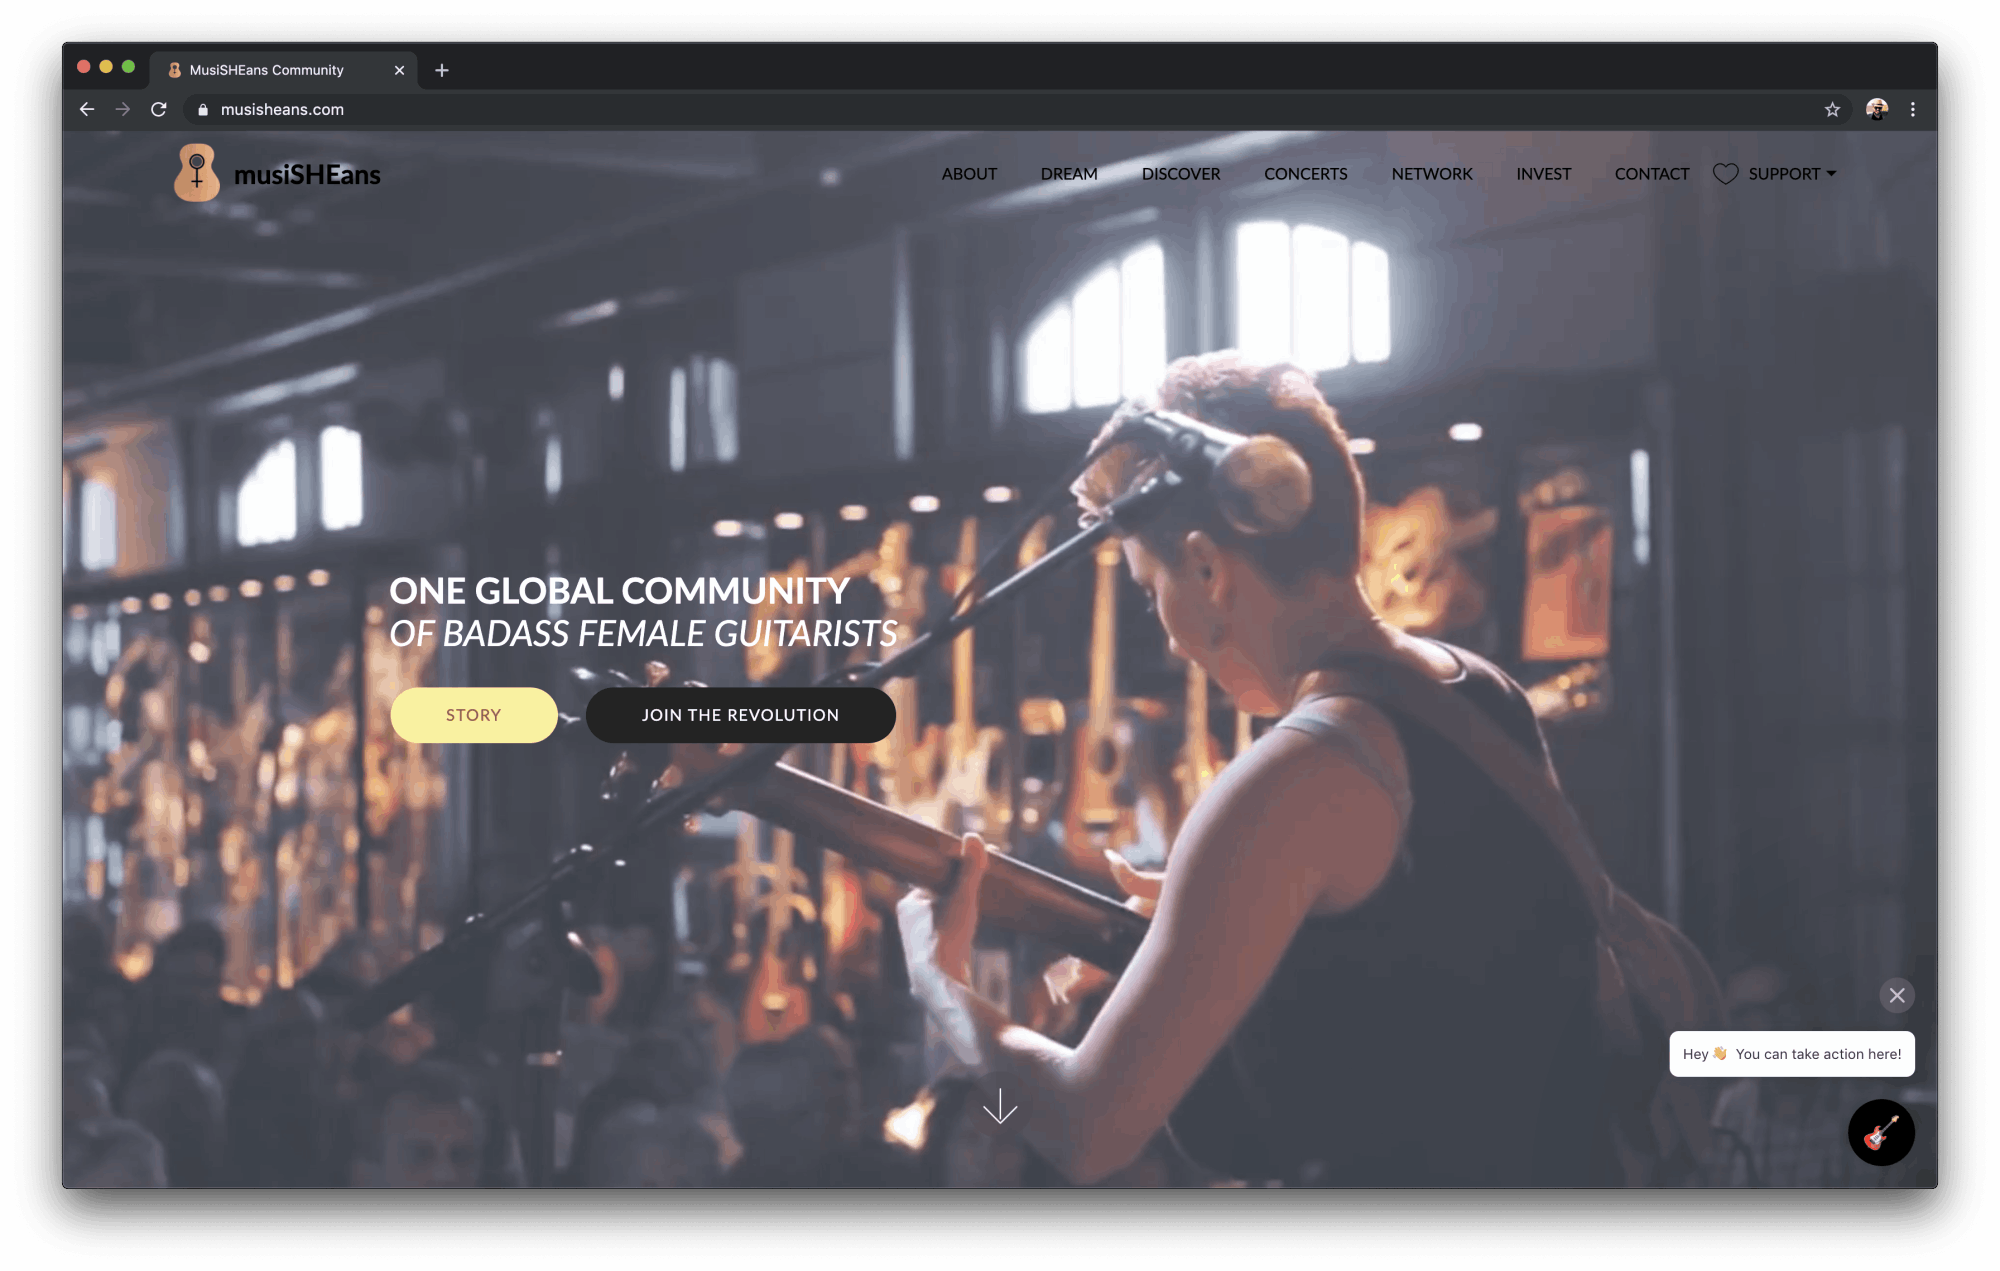 MusiSHEans Community
musisheans.com
musiSHEans
ABOUT DREAM DISCOVER CONCERTS NETWORK INVEST CONTACT SUPPORT
ONE GLOBAL COMMUNITY
OF BADASS FEMALE GUITARISTS
STORY JOIN THE REVOLUTION
Hey 👋 You can take action here!